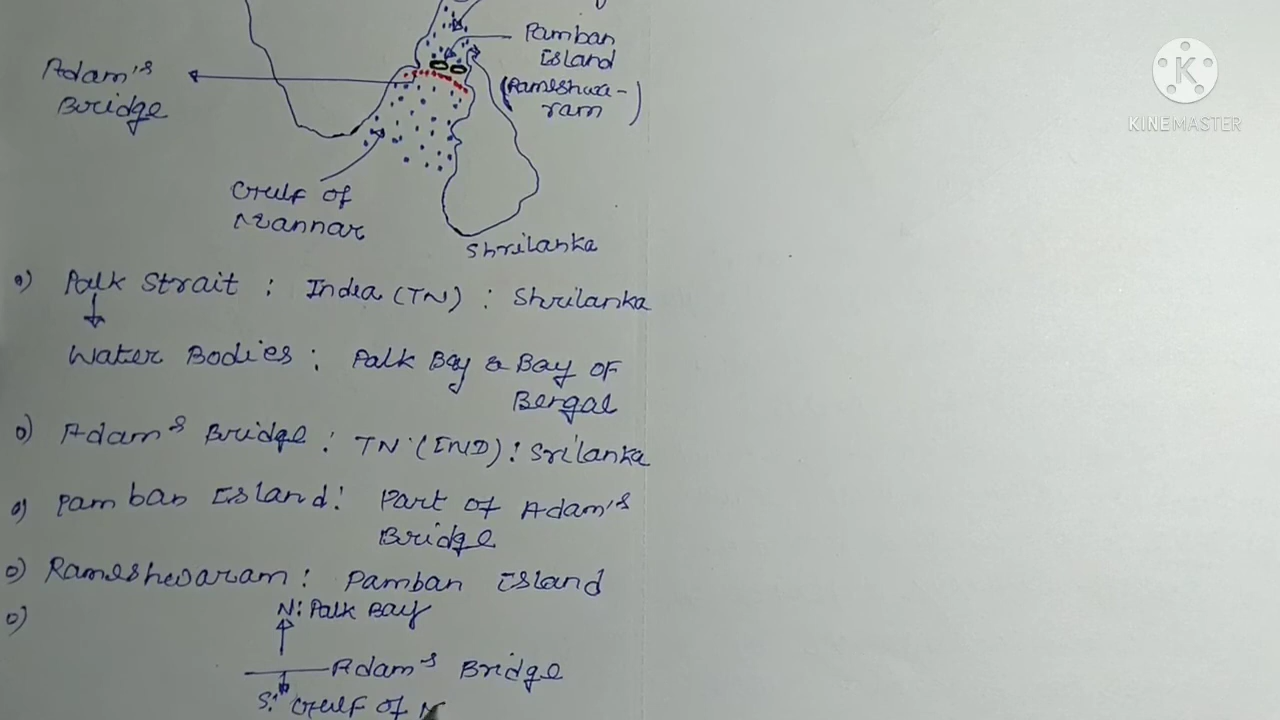 Pamban
Island
(Rameshwa-
ram)
Adam's
Bridge
K
KINEMASTER
Gulf of
Mannar
Shrilanka
o) Palk Strait : India (TN) : Shrilanka
Water Bodies : Palk Bay & Bay of
Bengal
o) Adam's Bridge : TN (IND) : Srilanka
o) Pamban Island : Part of Adam's
Bridge
o) Rameshwaram : Pamban Island
o) N: Palk Bay
Adam's Bridge
S: Gulf of